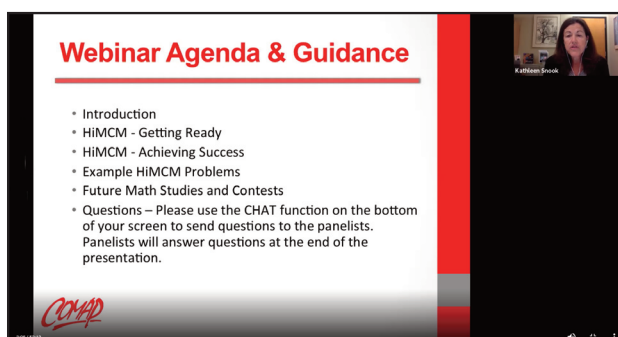 Webinar Agenda & Guidance
Kathleen Snook
• Introduction
• HiMCM - Getting Ready
• HiMCM - Achieving Success
• Example HiMCM Problems
• Future Math Studies and Contests
• Questions – Please use the CHAT function on the bottom
of your screen to send questions to the panelists.
Panelists will answer questions at the end of the
presentation.
COMAP